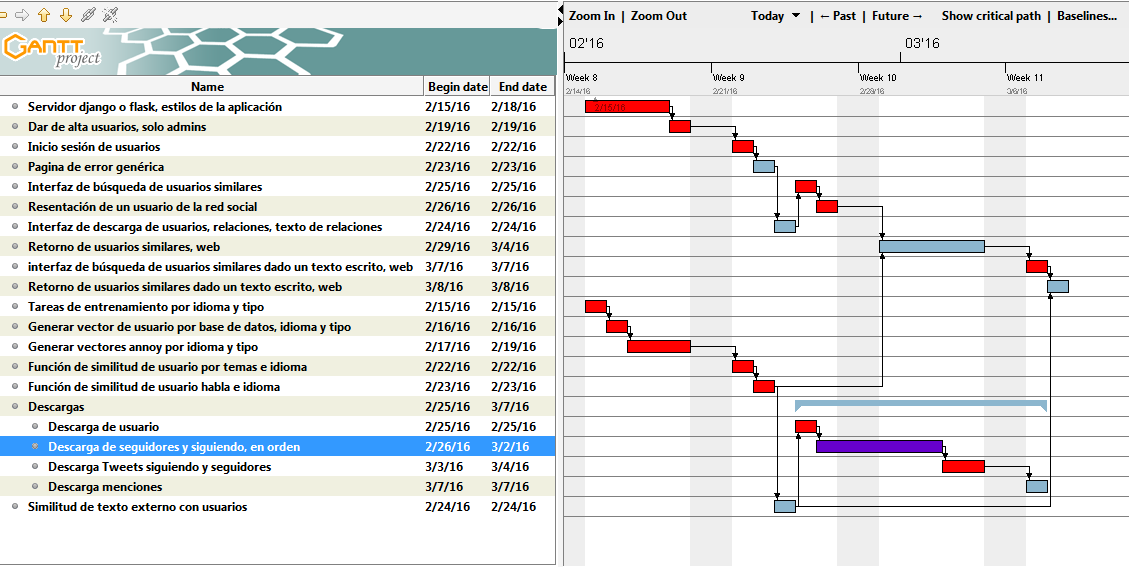 Zoom In | Zoom Out Today | ←Past | Future→ Show critical path | Baselines...
GANTT project
02'16 03'16
Name Begin date End date
Week 8 Week 9 Week 10 Week 11
2/14/16 2/21/16 2/28/16 3/6/16
Servidor django o flask, estilos de la aplicación 2/15/16 2/18/16
2/15/16
Dar de alta usuarios, solo admins 2/19/16 2/19/16
Inicio sesión de usuarios 2/22/16 2/22/16
Pagina de error genérica 2/23/16 2/23/16
Interfaz de búsqueda de usuarios similares 2/25/16 2/25/16
Resentación de un usuario de la red social 2/26/16 2/26/16
Interfaz de descarga de usuarios, relaciones, texto de relaciones 2/24/16 2/24/16
Retorno de usuarios similares, web 2/29/16 3/4/16
interfaz de búsqueda de usuarios similares dado un texto escrito, web 3/7/16 3/7/16
Retorno de usuarios similares dado un texto escrito, web 3/8/16 3/8/16
Tareas de entrenamiento por idioma y tipo 2/15/16 2/15/16
Generar vector de usuario por base de datos, idioma y tipo 2/16/16 2/16/16
Generar vectores annoy por idioma y tipo 2/17/16 2/19/16
Función de similitud de usuario por temas e idioma 2/22/16 2/22/16
Función de similitud de usuario habla e idioma 2/23/16 2/23/16
Descargas 2/25/16 3/7/16
Descarga de usuario 2/25/16 2/25/16
Descarga de seguidores y siguiendo, en orden 2/26/16 3/2/16
Descarga Tweets siguiendo y seguidores 3/3/16 3/4/16
Descarga menciones 3/7/16 3/7/16
Similitud de texto externo con usuarios 2/24/16 2/24/16